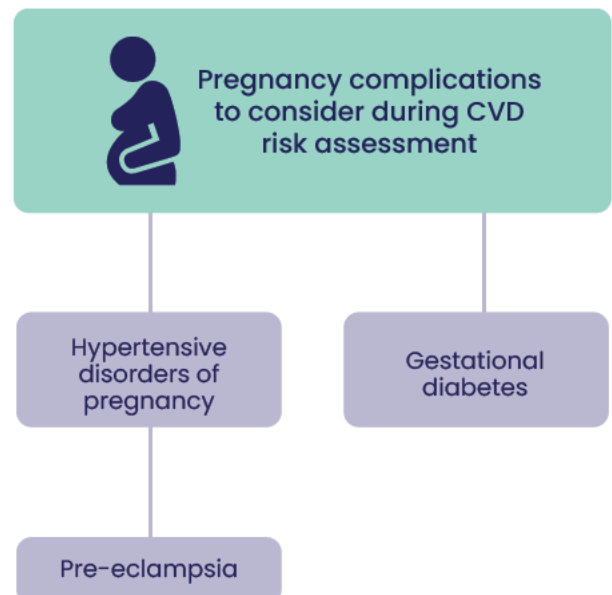 Pregnancy complications
to consider during CVD
risk assessment
Hypertensive
disorders of
pregnancy
Gestational
diabetes
Pre-eclampsia